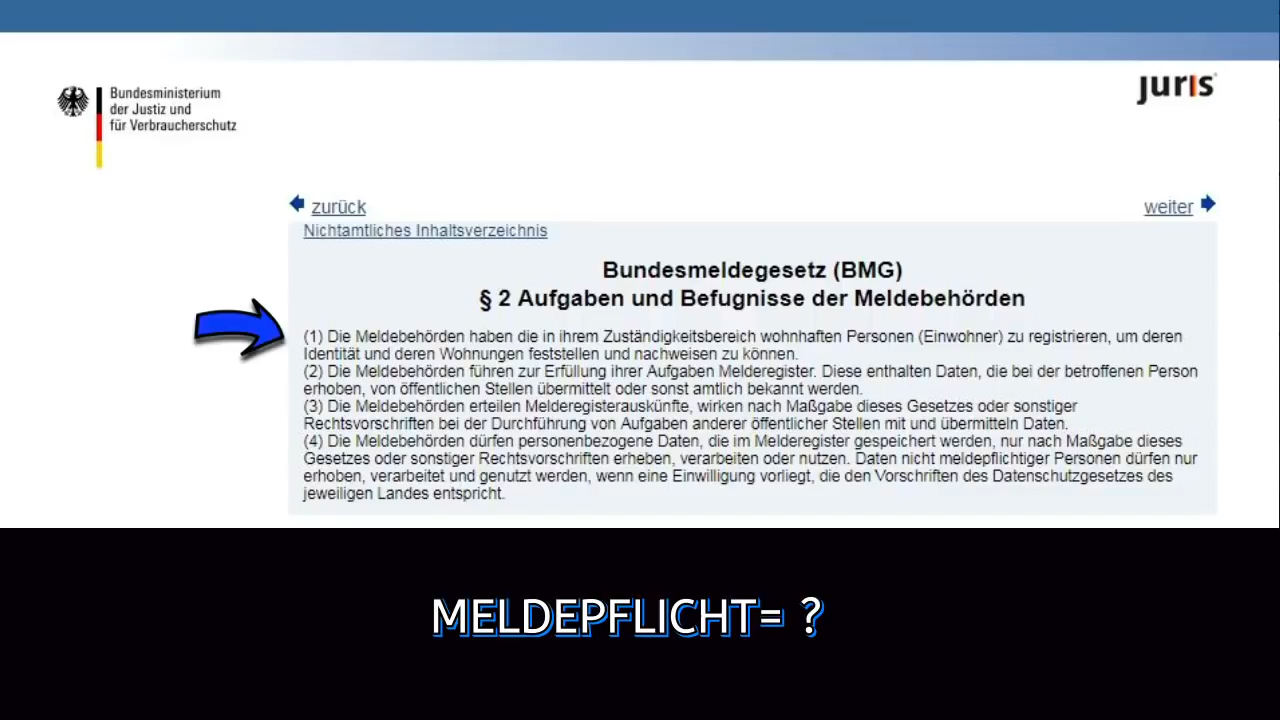 Bundesministerium
der Justiz und
für Verbraucherschutz
juris
zurück
weiter
Nichtamtliches Inhaltsverzeichnis
Bundesmeldegesetz (BMG)
§ 2 Aufgaben und Befugnisse der Meldebehörden
(1) Die Meldebehörden haben die in ihrem Zuständigkeitsbereich wohnhaften Personen (Einwohner) zu registrieren, um deren
Identität und deren Wohnungen feststellen und nachweisen zu können.
(2) Die Meldebehörden führen zur Erfüllung ihrer Aufgaben Melderegister. Diese enthalten Daten, die bei der betroffenen Person
erhoben, von öffentlichen Stellen übermittelt oder sonst amtlich bekannt werden.
(3) Die Meldebehörden erteilen Melderegisterauskünfte, wirken nach Maßgabe dieses Gesetzes oder sonstiger
Rechtsvorschriften bei der Durchführung von Aufgaben anderer öffentlicher Stellen mit und übermitteln Daten.
(4) Die Meldebehörden dürfen personenbezogene Daten, die im Melderegister gespeichert werden, nur nach Maßgabe dieses
Gesetzes oder sonstiger Rechtsvorschriften erheben, verarbeiten oder nutzen. Daten nicht meldepflichtiger Personen dürfen nur
erhoben, verarbeitet und genutzt werden, wenn eine Einwilligung vorliegt, die den Vorschriften des Datenschutzgesetzes des
jeweiligen Landes entspricht.
MELDEPFLICHT= ?